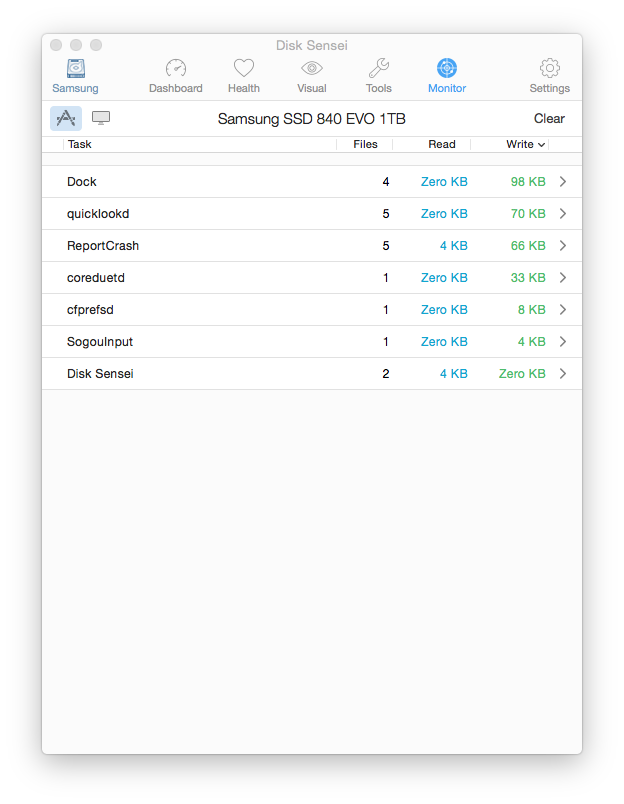 Disk Sensei
Samsung Dashboard Health Visual Tools Monitor Settings
Samsung SSD 840 EVO 1TB Clear
Task Files Read Write
Dock 4 Zero KB 98 KB
quicklookd 5 Zero KB 70 KB
ReportCrash 5 4 KB 66 KB
coreduetd 1 Zero KB 33 KB
cfprefsd 1 Zero KB 8 KB
SogouInput 1 Zero KB 4 KB
Disk Sensei 2 4 KB Zero KB